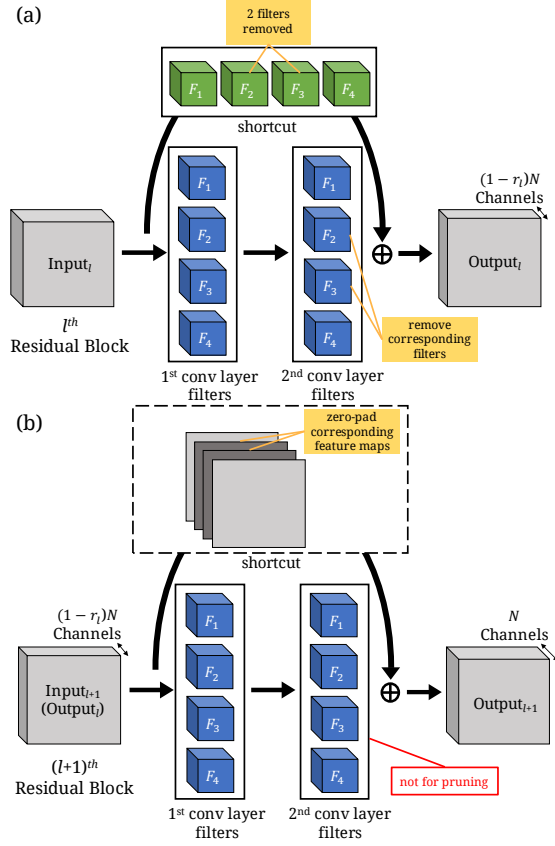 (a)
2 filters
removed
F₁ F₂ F₃ F₄
shortcut
F₁
F₂
F₃
F₄
F₁
F₂
F₃
F₄
(1 − rₗ)N
Channels
Inputₗ
Outputₗ
lᵗʰ
Residual Block
remove
corresponding
filters
1ˢᵗ conv layer
filters
2ⁿᵈ conv layer
filters
(b)
zero-pad
corresponding
feature maps
shortcut
F₁
F₂
F₃
F₄
F₁
F₂
F₃
F₄
(1 − rₗ)N
Channels
N
Channels
Inputₗ₊₁
(Outputₗ)
Outputₗ₊₁
(l+1)ᵗʰ
Residual Block
not for pruning
1ˢᵗ conv layer
filters
2ⁿᵈ conv layer
filters